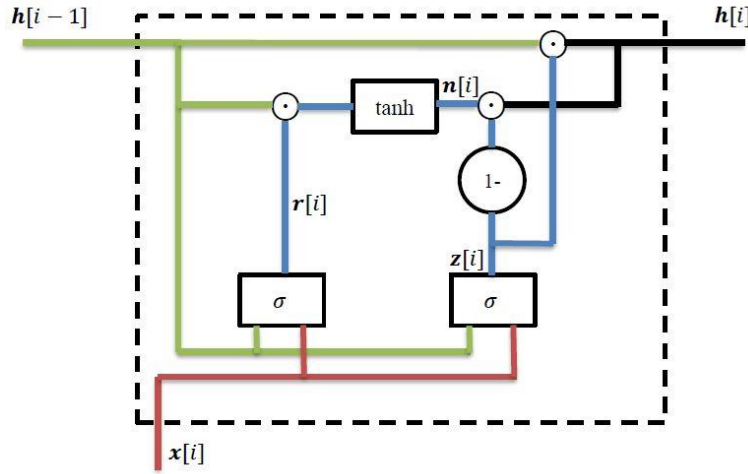 h[i − 1]
h[i]
n[i]
tanh
1-
r[i]
z[i]
σ
σ
x[i]